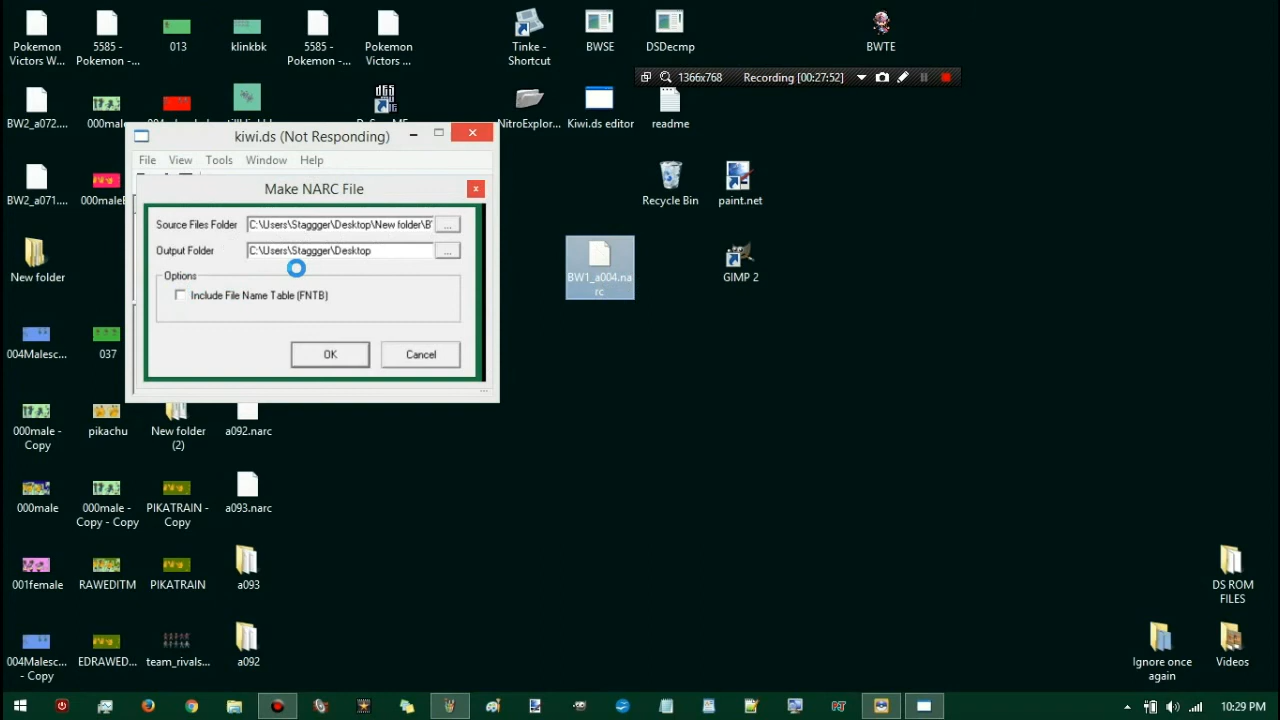 Pokemon
Victors W...
5585 -
Pokemon -...
013
klinkbk
5585 -
Pokemon -...
Pokemon
Victors ...
Tinke -
Shortcut
BWSE
DSDecmp
BWTE
1366x768
Recording [00:27:52]
BW2_a072....
000mal
NitroExplor...
Kiwi.ds editor
readme
kiwi.ds (Not Responding)
File
View
Tools
Window
Help
Make NARC File
Source Files Folder
C:\Users\Staggger\Desktop\New folder\B
...
Output Folder
C:\Users\Staggger\Desktop
...
Options
Include File Name Table (FNTB)
OK
Cancel
BW2_a071....
000maleB
Recycle Bin
paint.net
New folder
BW1_a004.na
rc
GIMP 2
004Malesc...
037
000male -
Copy
pikachu
New folder
(2)
a092.narc
000male
000male -
Copy - Copy
PIKATRAIN -
Copy
a093.narc
001female
RAWEDITM
PIKATRAIN
a093
DS ROM
FILES
004Malesc...
- Copy
EDRAWED...
team_rivals...
a092
Ignore once
again
Videos
10:29 PM